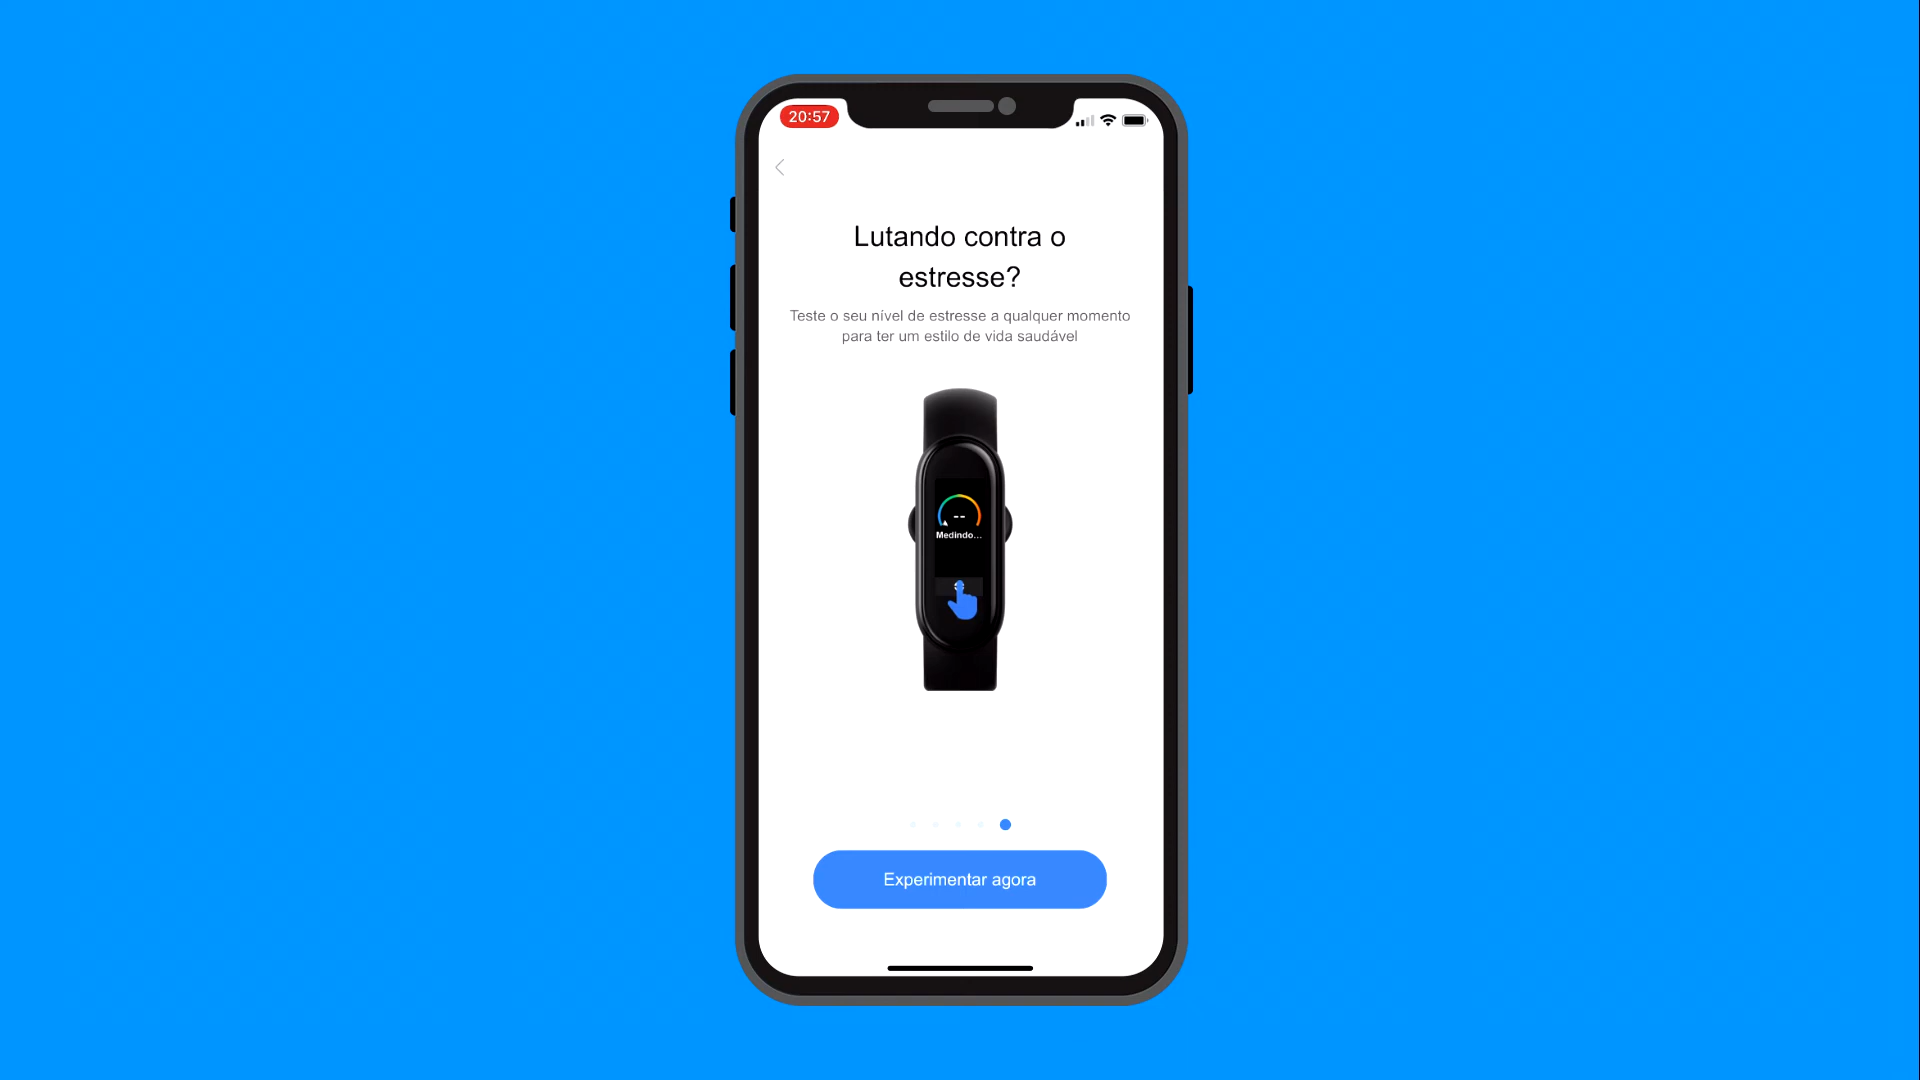 20:57
Lutando contra o
estresse?
Teste o seu nível de estresse a qualquer momento
para ter um estilo de vida saudável
--
Medindo...
Experimentar agora